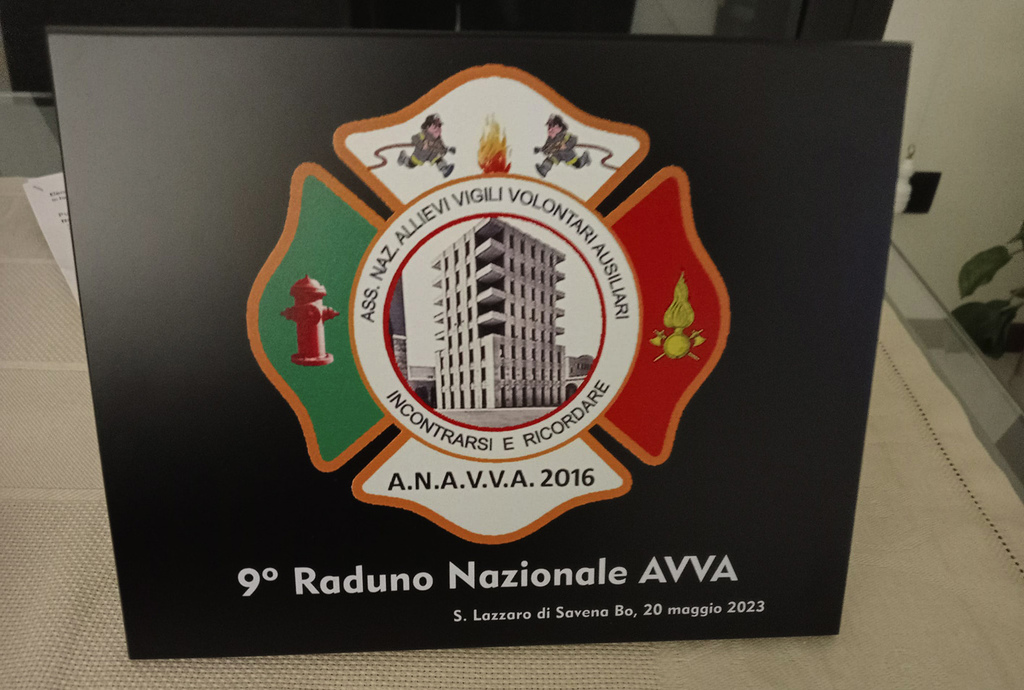 ASS. NAZ. ALLIEVI VIGILI VOLONTARI AUSILIARI
INCONTRARSI E RICORDARE
A.N.A.V.V.A. 2016
9° Raduno Nazionale AVVA
S. Lazzaro di Savena Bo, 20 maggio 2023